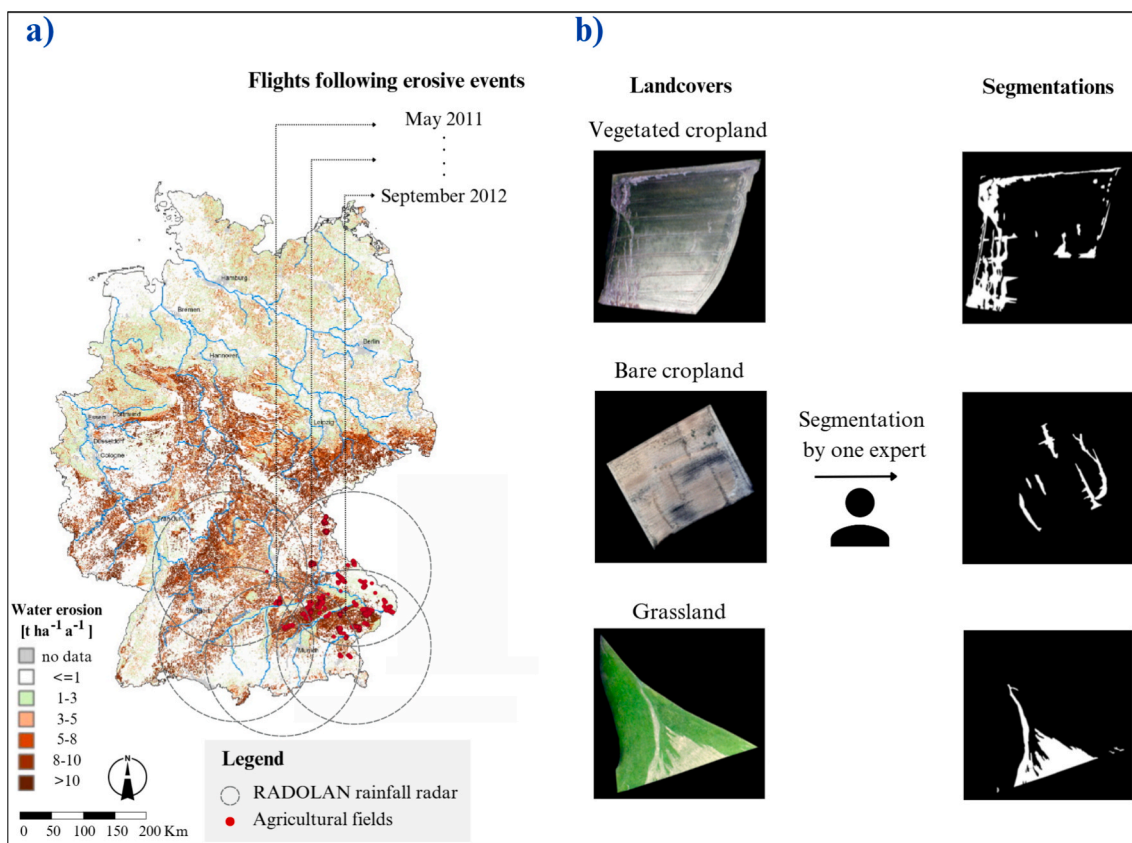 a)
Flights following erosive events
May 2011
September 2012
Hamburg
Bremen
Berlin
Hannover
Essen Dortmund
Düsseldorf
Cologne
Leipzig
Water erosion
[t ha⁻¹ a⁻¹ ]
no data
<=1
1-3
3-5
5-8
8-10
>10
N
0 50 100 150 200 Km
Legend
RADOLAN rainfall radar
Agricultural fields
b)
Landcovers
Segmentations
Vegetated cropland
Bare cropland
Segmentation
by one expert
Grassland